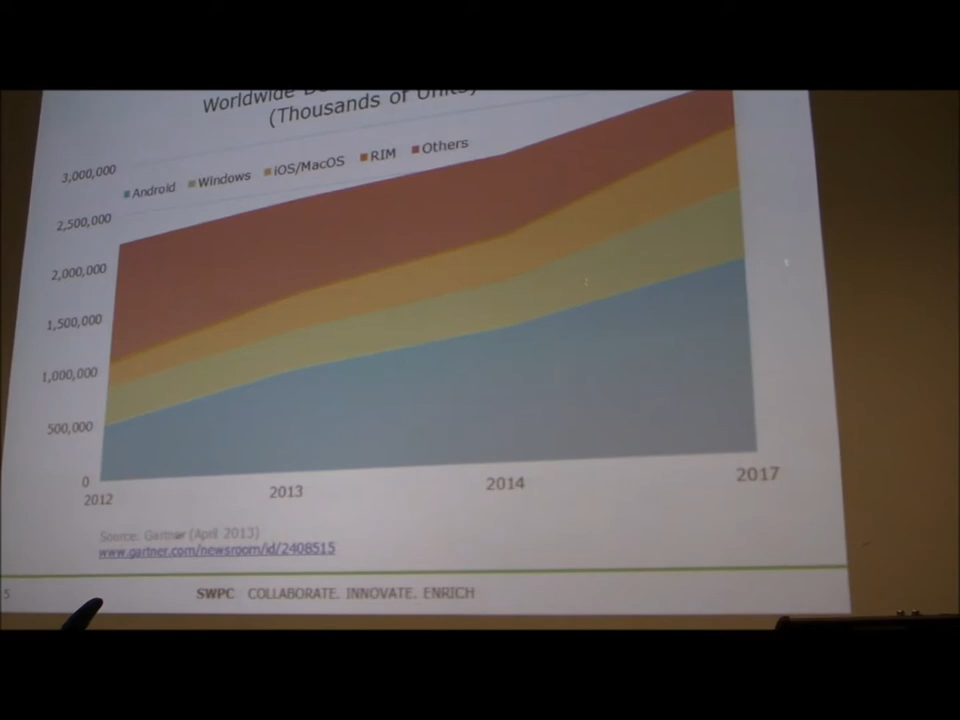 Worldwide
(Thousands of Units)
3,000,000
Android Windows iOS/MacOS RIM Others
2,500,000
2,000,000
1,500,000
1,000,000
500,000
0
2012 2013 2014 2017
Source: Gartner (April 2013)
www.gartner.com/newsroom/id/2408515
5 SWPC COLLABORATE. INNOVATE. ENRICH